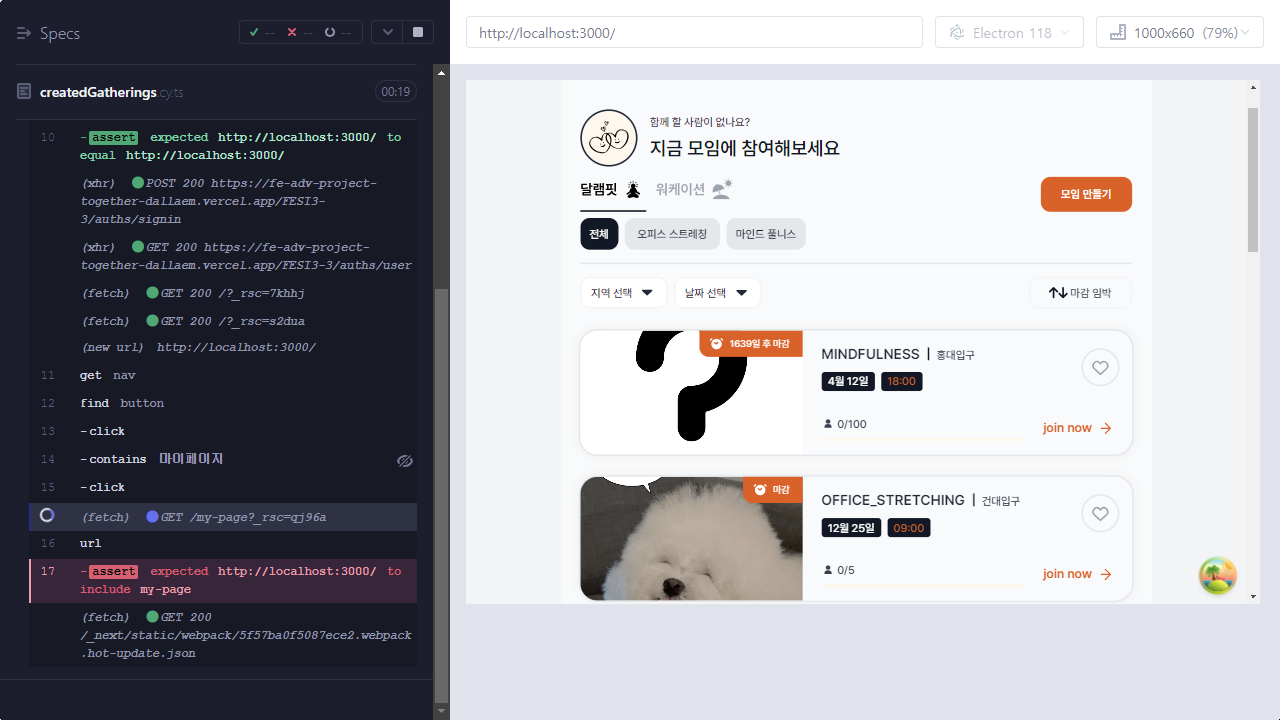 Specs
-- -- --
createdGatherings.cy.ts
00:19
10 -assert expected http://localhost:3000/ to
equal http://localhost:3000/
(xhr) POST 200 https://fe-adv-project-
together-dallaem.vercel.app/FESI3-
3/auths/signin
(xhr) GET 200 https://fe-adv-project-
together-dallaem.vercel.app/FESI3-3/auths/user
(fetch) GET 200 /?_rsc=7khhj
(fetch) GET 200 /?_rsc=s2dua
(new url) http://localhost:3000/
11 get nav
12 find button
13 -click
14 -contains 마이페이지
15 -click
(fetch) GET /my-page?_rsc=qj96a
16 url
17 -assert expected http://localhost:3000/ to
include my-page
(fetch) GET 200
/_next/static/webpack/5f57ba0f5087ece2.webpack
.hot-update.json
http://localhost:3000/
Electron 118
1000x660 (79%)
함께 할 사람이 없나요?
지금 모임에 참여해보세요
달램핏 워케이션
모임 만들기
전체 오피스 스트레칭 마인드 풀니스
지역 선택 날짜 선택
마감 임박
1639일 후 마감
MINDFULNESS | 홍대입구
4월 12일 18:00
0/100
join now
마감
OFFICE_STRETCHING | 건대입구
12월 25일 09:00
0/5
join now